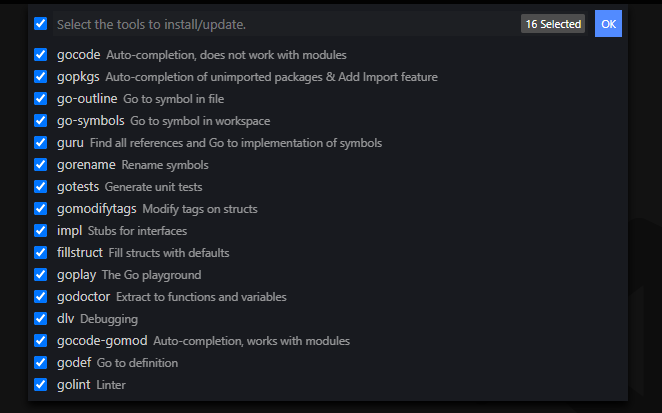 Select the tools to install/update. 16 Selected OK
gocode Auto-completion, does not work with modules
gopkgs Auto-completion of unimported packages & Add Import feature
go-outline Go to symbol in file
go-symbols Go to symbol in workspace
guru Find all references and Go to implementation of symbols
gorename Rename symbols
gotests Generate unit tests
gomodifytags Modify tags on structs
impl Stubs for interfaces
fillstruct Fill structs with defaults
goplay The Go playground
godoctor Extract to functions and variables
dlv Debugging
gocode-gomod Auto-completion, works with modules
godef Go to definition
golint Linter